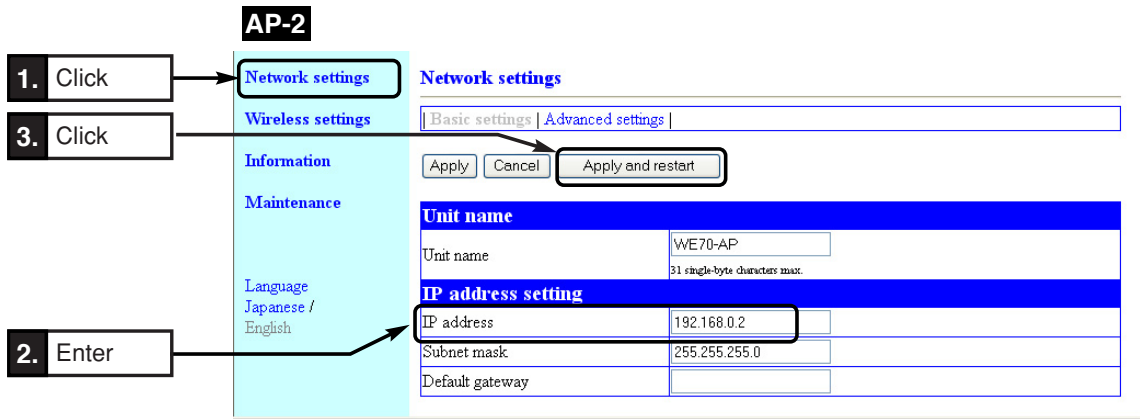 AP-2
1. Click
3. Click
2. Enter
Network settings
Wireless settings
Information
Maintenance
Language
Japanese /
English
Network settings
| Basic settings | Advanced settings |
Apply Cancel Apply and restart
Unit name
Unit name WE70-AP
31 single-byte characters max.
IP address setting
IP address 192.168.0.2
Subnet mask 255.255.255.0
Default gateway